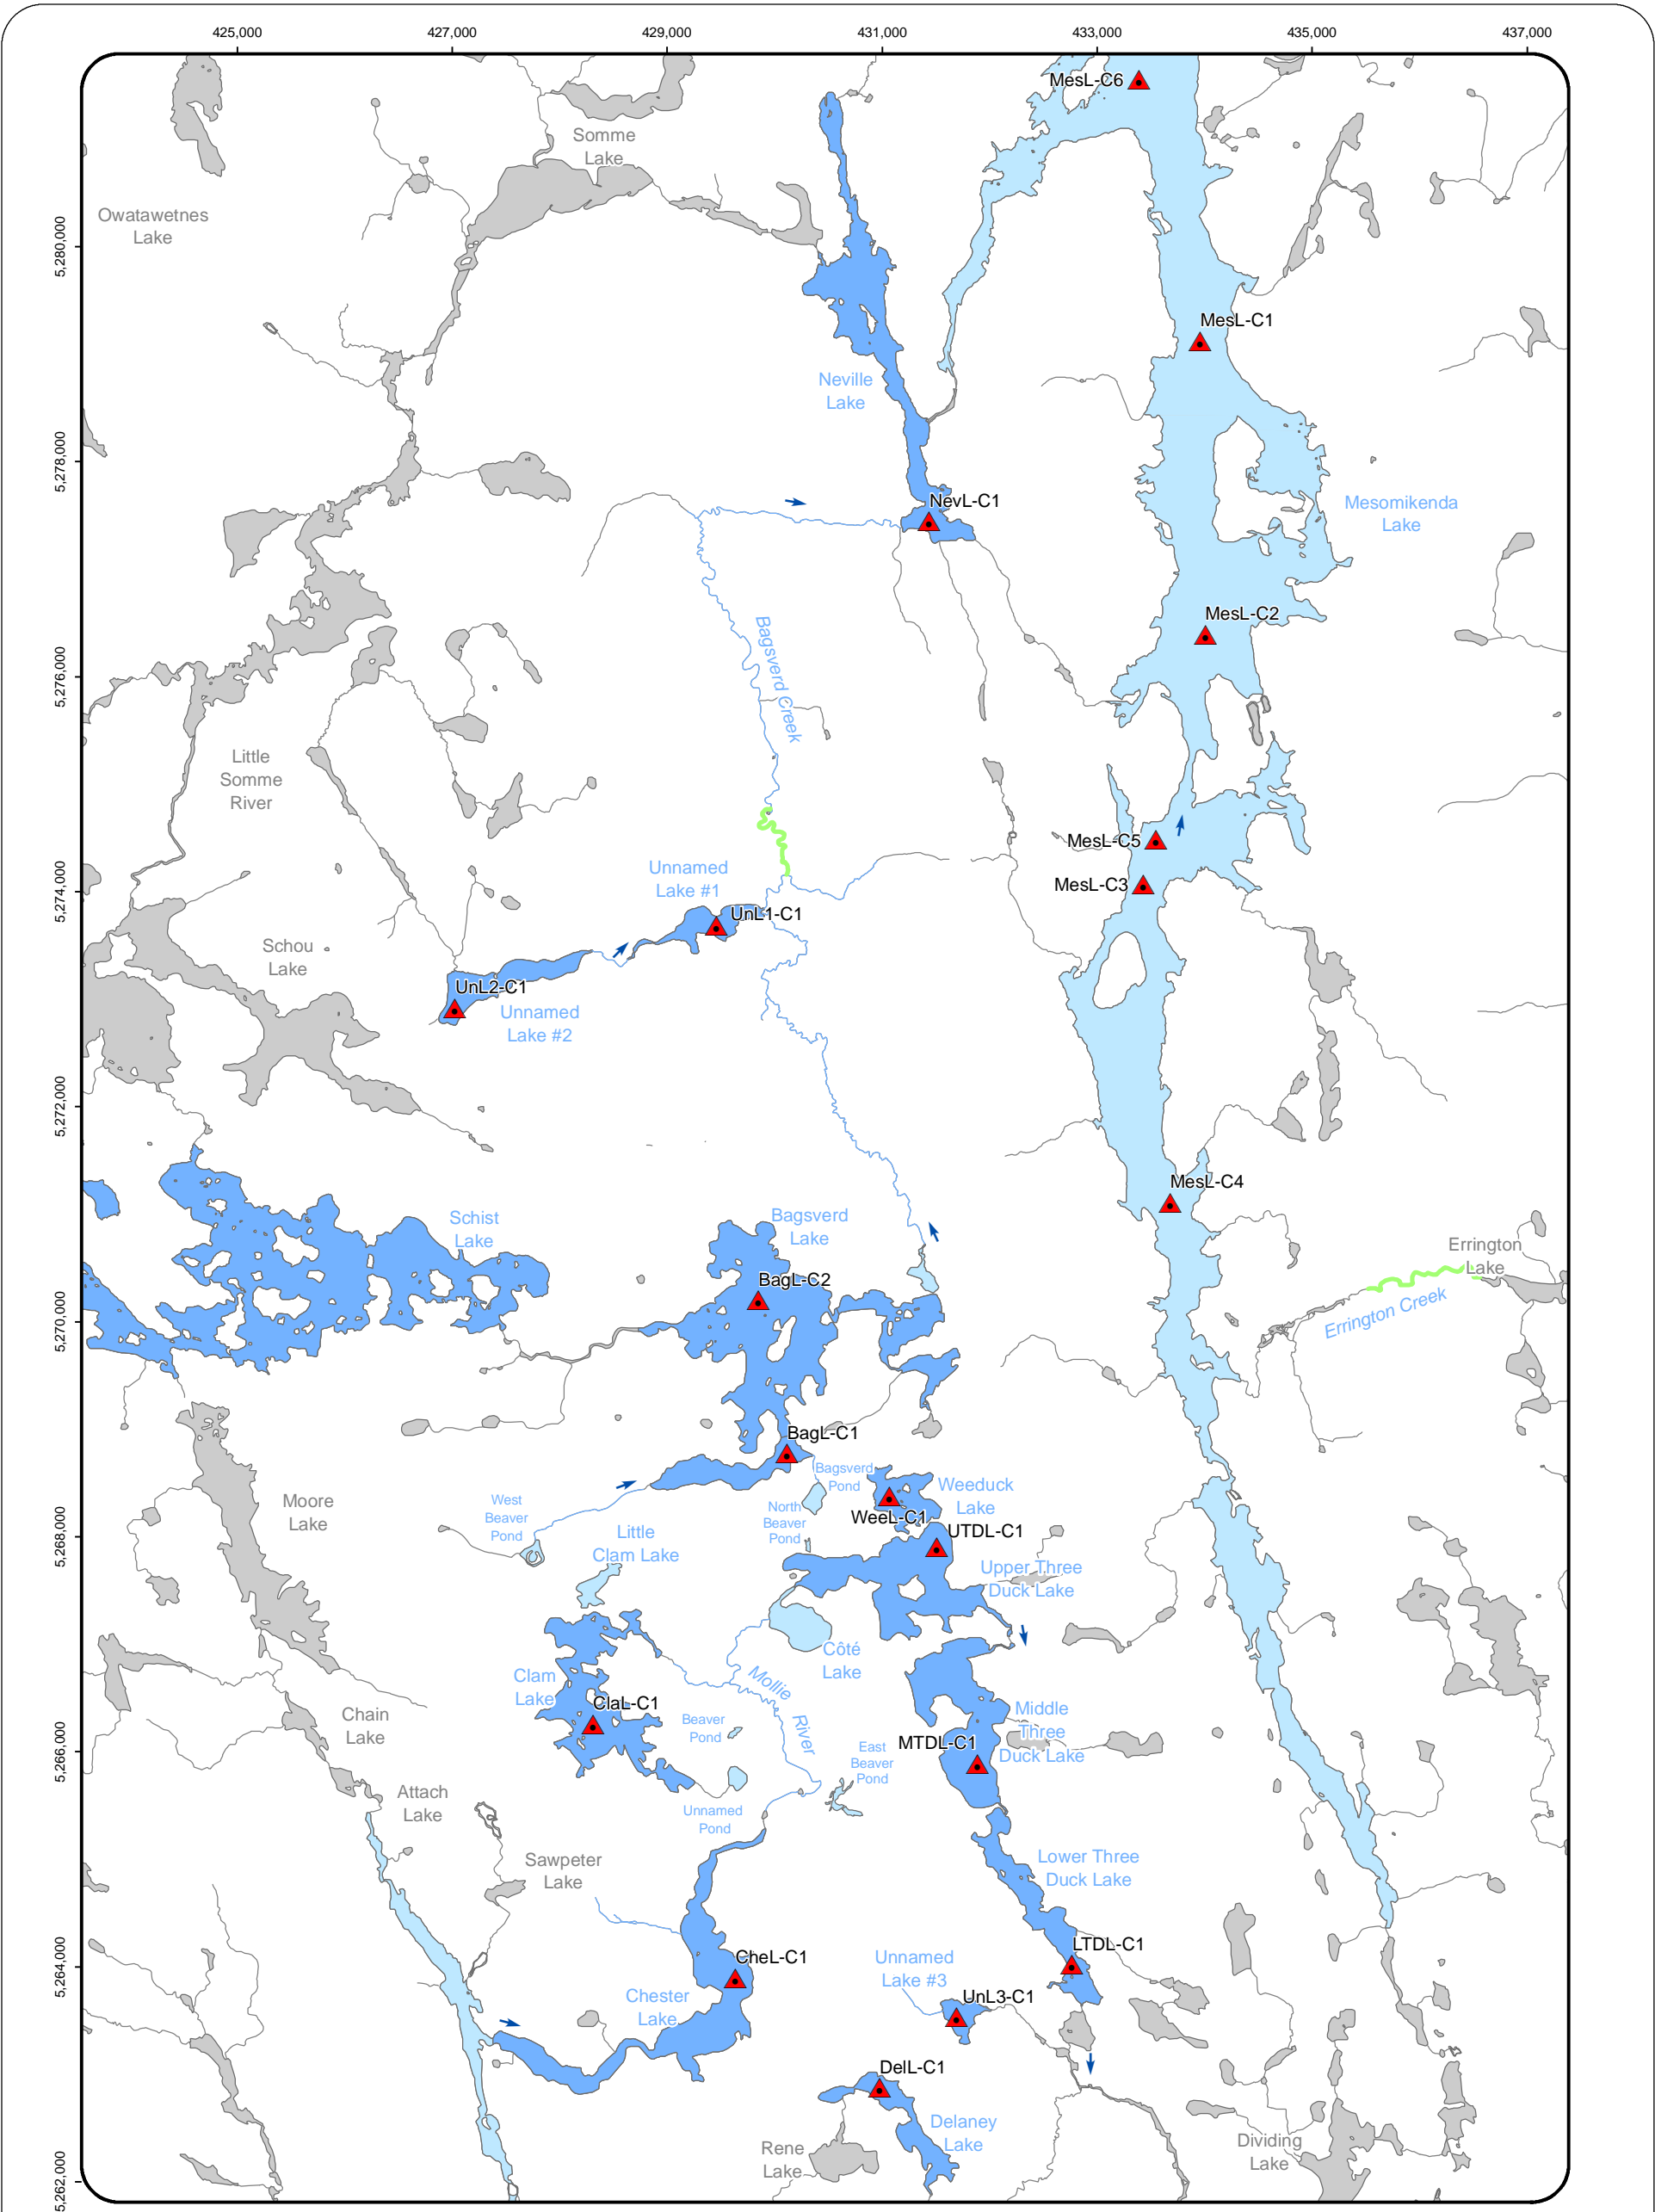 425,000
427,000
429,000
431,000
433,000
435,000
437,000
5,280,000
5,278,000
5,276,000
5,274,000
5,272,000
5,270,000
5,268,000
5,266,000
5,264,000
5,262,000
MesL-C6
Somme
Lake
Owatawetnes
Lake
MesL-C1
Neville
Lake
NevL-C1
Mesomikenda
Lake
MesL-C2
Bagsverd Creek
Little
Somme
River
MesL-C5
Unnamed
Lake #1
MesL-C3
UnL1-C1
Schou
Lake
UnL2-C1
Unnamed
Lake #2
MesL-C4
Schist
Lake
Bagsverd
Lake
Errington
Lake
BagL-C2
Errington Creek
BagL-C1
Bagsverd
Pond
Weeduck
Lake
Moore
Lake
West
Beaver
Pond
North
Beaver
Pond
WeeL-C1
UTDL-C1
Little
Clam Lake
Upper Three
Duck Lake
Côté
Lake
Clam
Lake
Mollie
River
ClaL-C1
Chain
Lake
Beaver
Pond
Middle
Three
Duck Lake
MTDL-C1
East
Beaver
Pond
Attach
Lake
Unnamed
Pond
Sawpeter
Lake
Lower Three
Duck Lake
CheL-C1
LTDL-C1
Unnamed
Lake #3
Chester
Lake
UnL3-C1
DelL-C1
Delaney
Lake
Rene
Lake
Dividing
Lake